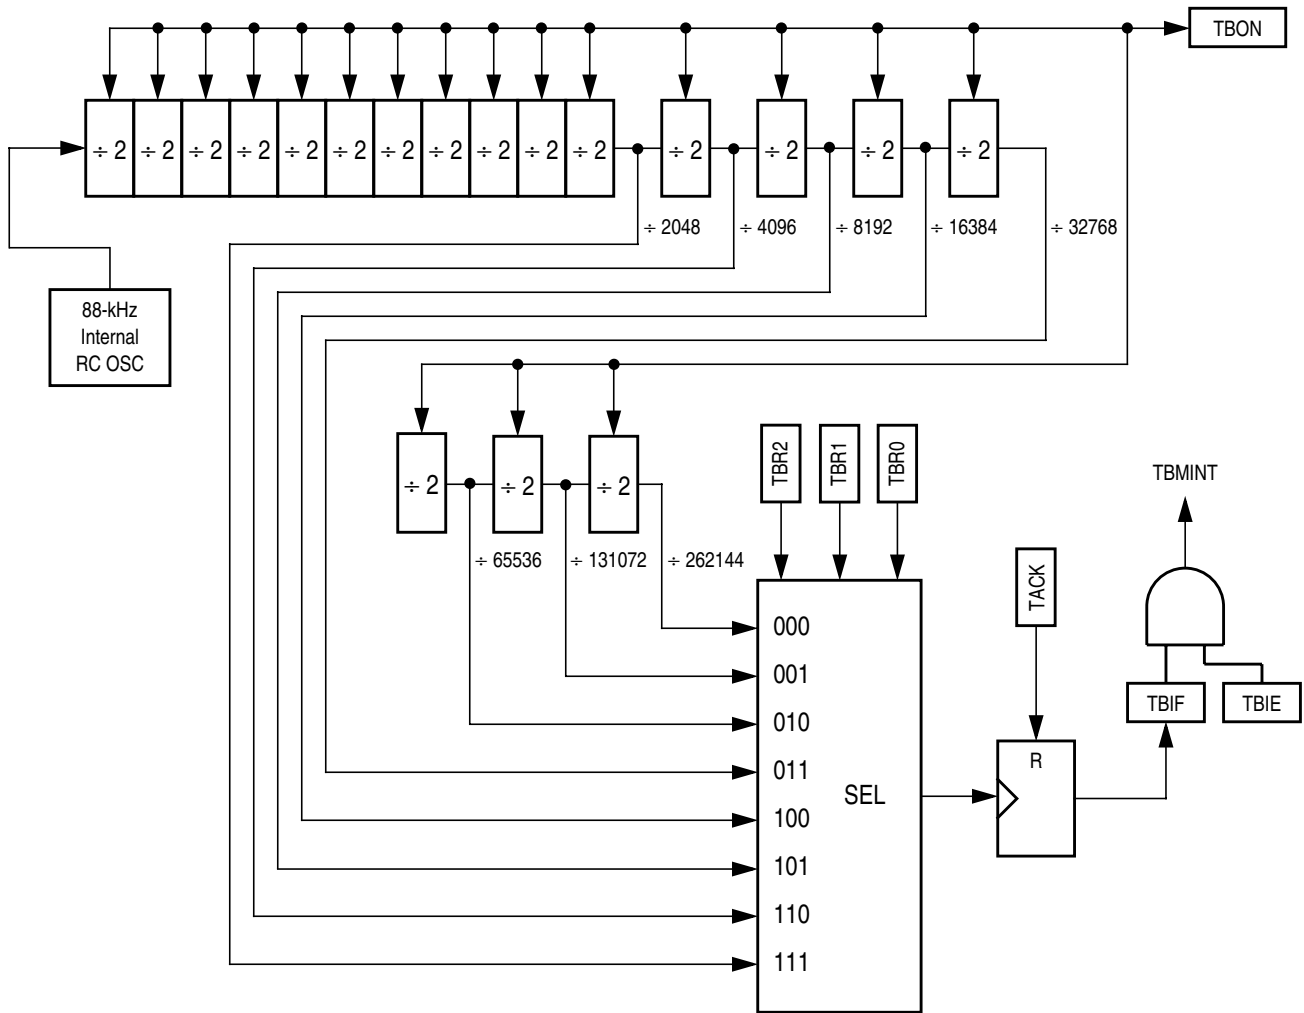 TBON
÷ 2 ÷ 2 ÷ 2 ÷ 2 ÷ 2 ÷ 2 ÷ 2 ÷ 2 ÷ 2 ÷ 2 ÷ 2 ÷ 2 ÷ 2 ÷ 2 ÷ 2
÷ 2048 ÷ 4096 ÷ 8192 ÷ 16384 ÷ 32768
88-kHz
Internal
RC OSC
÷ 2 ÷ 2 ÷ 2
÷ 65536 ÷ 131072 ÷ 262144
TBR2
TBR1
TBR0
TBMINT
TACK
TBIF
TBIE
000
001
010
011
100
101
110
111
SEL
R